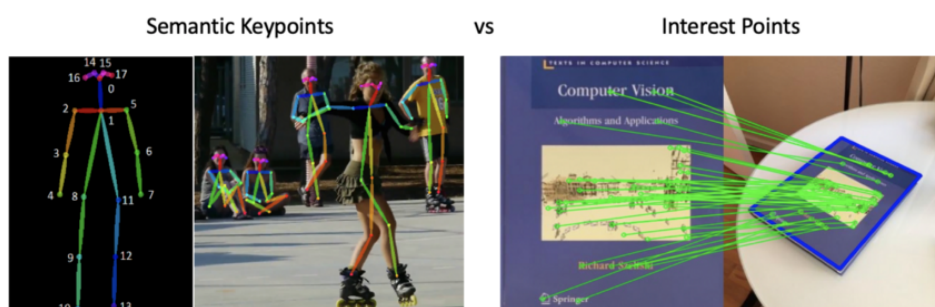 Semantic Keypoints vs Interest Points
14 15
16 17
0
2 5
1
3 6
4 8 7
11
9 12
13
TEXTS IN COMPUTER SCIENCE
Computer Vision
Algorithms and Applications
Richard Szeliski
Springer